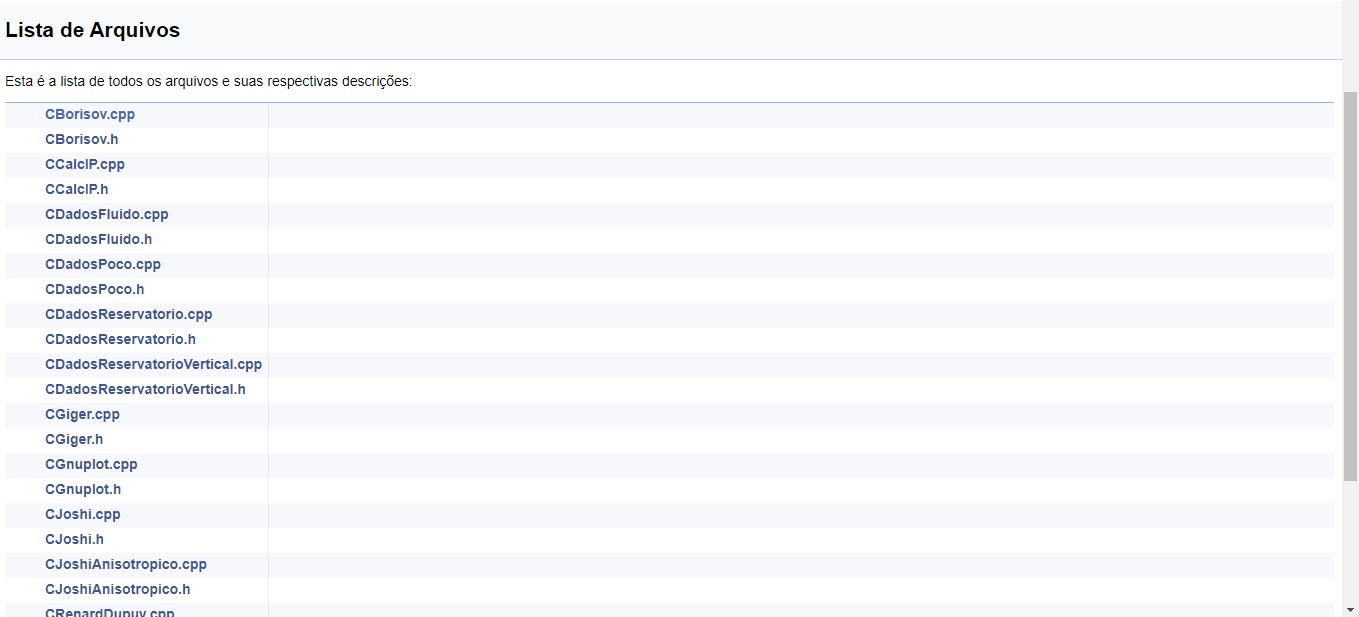 Lista de Arquivos
Esta é a lista de todos os arquivos e suas respectivas descrições:
CBorisov.cpp
CBorisov.h
CCalcIP.cpp
CCalcIP.h
CDadosFluido.cpp
CDadosFluido.h
CDadosPoco.cpp
CDadosPoco.h
CDadosReservatorio.cpp
CDadosReservatorio.h
CDadosReservatorioVertical.cpp
CDadosReservatorioVertical.h
CGiger.cpp
CGiger.h
CGnuplot.cpp
CGnuplot.h
CJoshi.cpp
CJoshi.h
CJoshiAnisotropico.cpp
CJoshiAnisotropico.h
CRenardDupuy.cpp